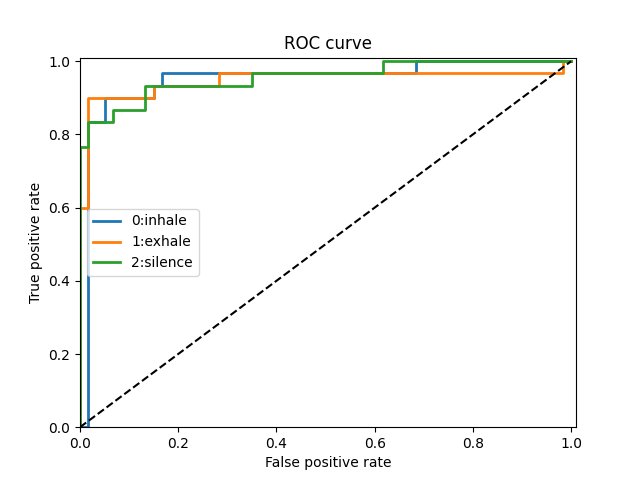 ROC curve
1.0
0.8
0.6
0.4
0.2
0.0
True positive rate
0:inhale
1:exhale
2:silence
0.0 0.2 0.4 0.6 0.8 1.0
False positive rate